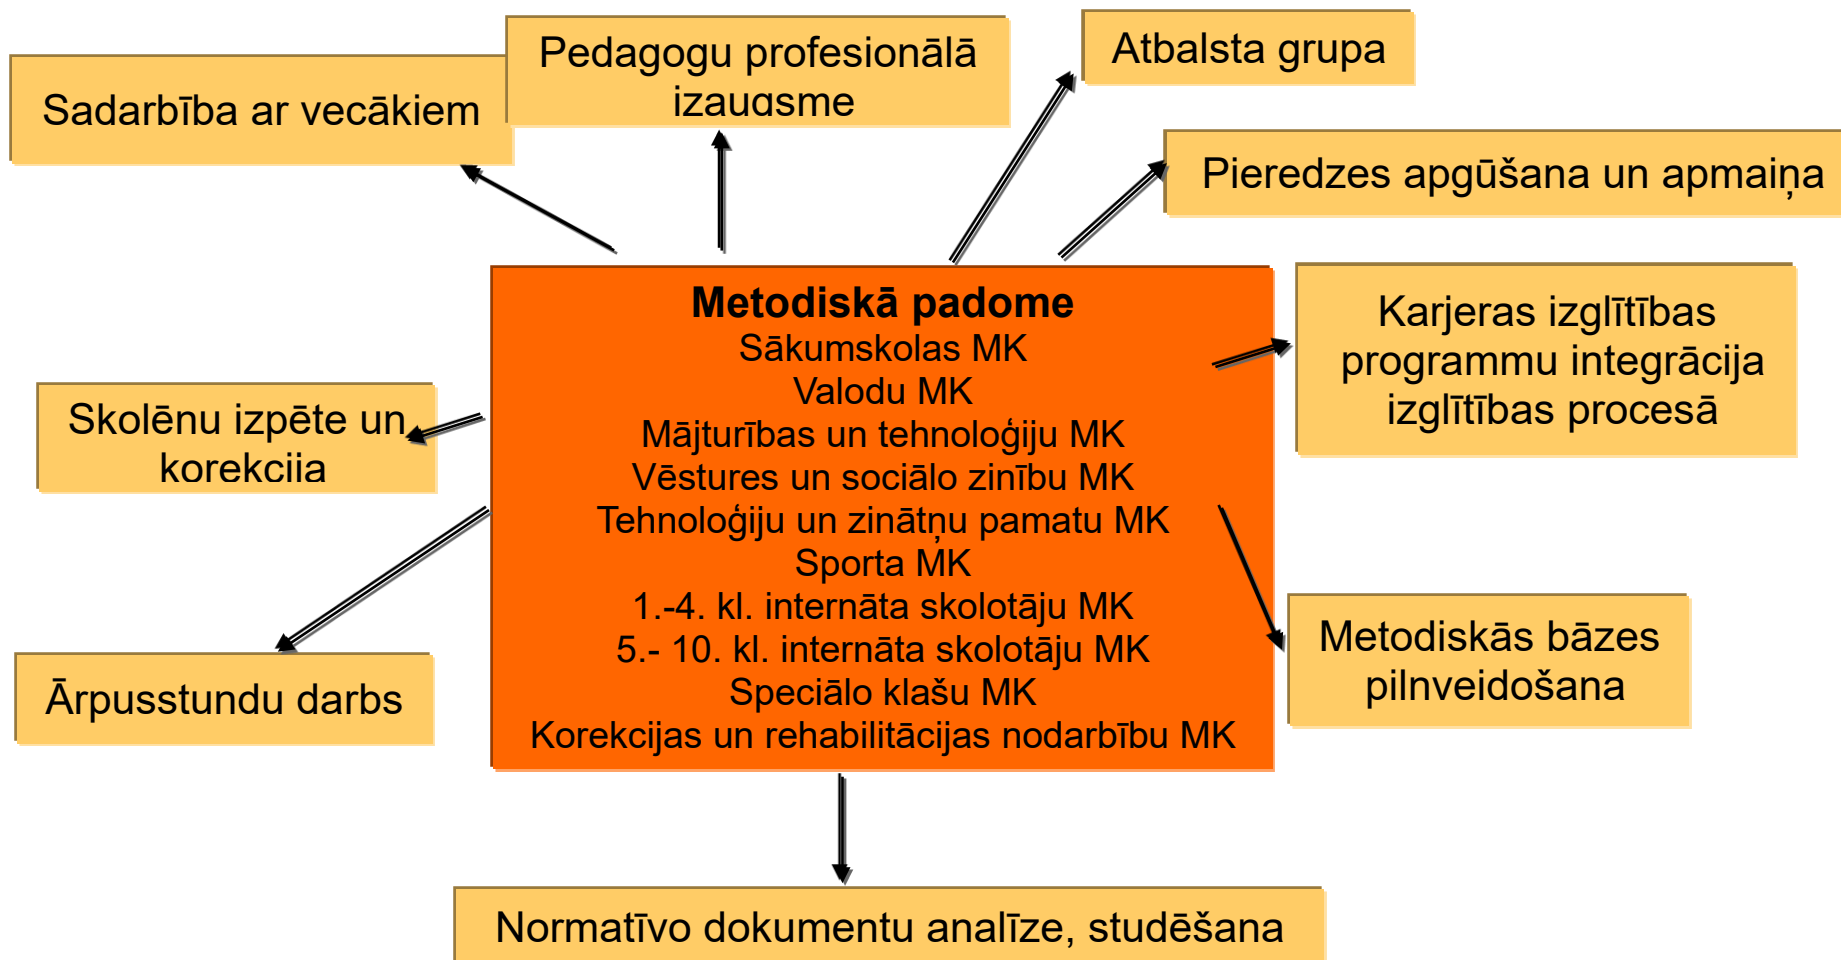 Sadarbība ar vecākiem
Pedagogu profesionālā
izaugsme
Atbalsta grupa
Pieredzes apgūšana un apmaiņa
Metodiskā padome
Sākumskolas MK
Valodu MK
Mājturības un tehnoloģiju MK
Vēstures un sociālo zinību MK
Tehnoloģiju un zinātņu pamatu MK
Sporta MK
1.-4. kl. internāta skolotāju MK
5.- 10. kl. internāta skolotāju MK
Speciālo klašu MK
Korekcijas un rehabilitācijas nodarbību MK
Karjeras izglītības
programmu integrācija
izglītības procesā
Skolēnu izpēte un
korekcija
Ārpusstundu darbs
Metodiskās bāzes
pilnveidošana
Normatīvo dokumentu analīze, studēšana